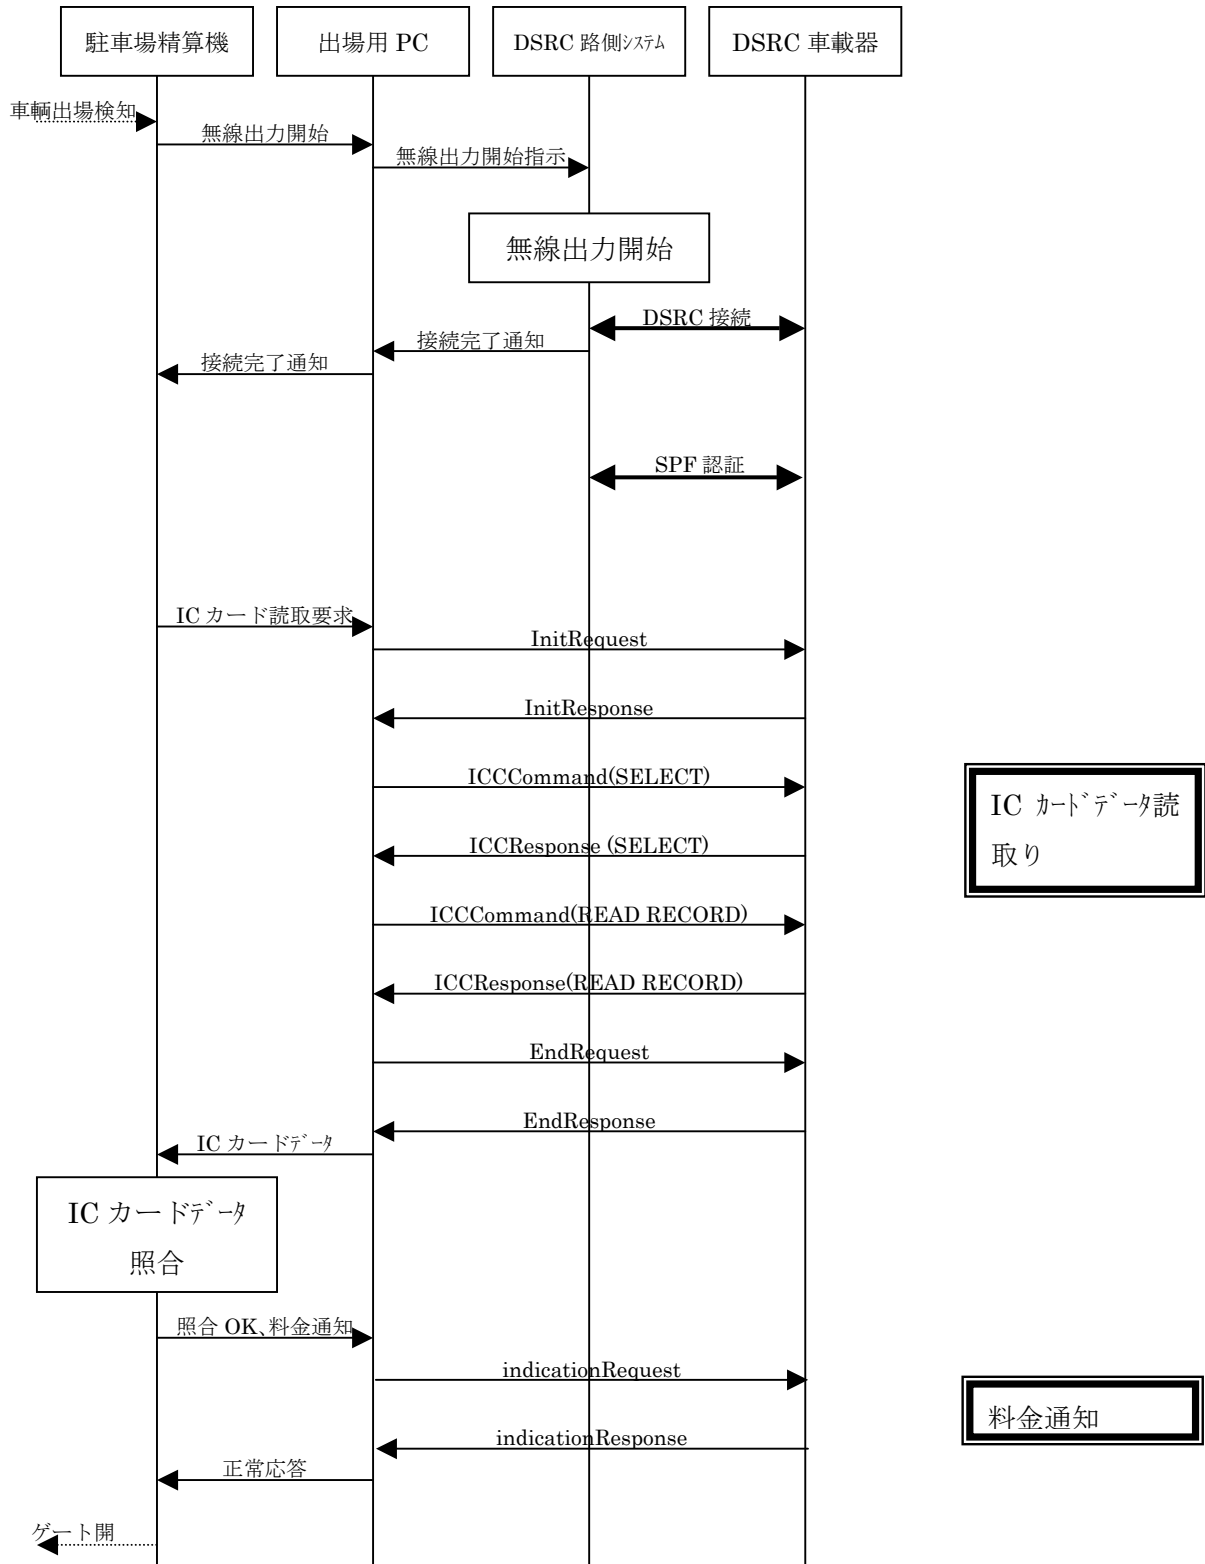 駐車場精算機
出場用 PC
DSRC 路側ｼｽﾃﾑ
DSRC 車載器
車輌出場検知
無線出力開始
無線出力開始指示
無線出力開始
DSRC 接続
接続完了通知
接続完了通知
SPF 認証
IC カード読取要求
InitRequest
InitResponse
ICCCommand(SELECT)
IC ｶｰﾄﾞﾃﾞｰﾀ読
取り
ICCResponse (SELECT)
ICCCommand(READ RECORD)
ICCResponse(READ RECORD)
EndRequest
EndResponse
IC カードﾃﾞｰﾀ
IC カードﾃﾞｰﾀ
照合
照合 OK、料金通知
indicationRequest
料金通知
indicationResponse
正常応答
ゲート開